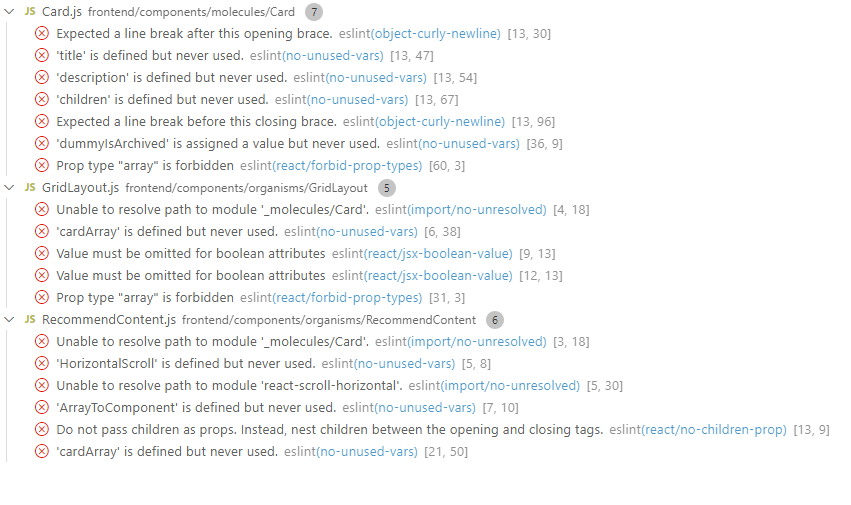 JS Card.js frontend/components/molecules/Card 7
Expected a line break after this opening brace. eslint(object-curly-newline) [13, 30]
'title' is defined but never used. eslint(no-unused-vars) [13, 47]
'description' is defined but never used. eslint(no-unused-vars) [13, 54]
'children' is defined but never used. eslint(no-unused-vars) [13, 67]
Expected a line break before this closing brace. eslint(object-curly-newline) [13, 96]
'dummyIsArchived' is assigned a value but never used. eslint(no-unused-vars) [36, 9]
Prop type "array" is forbidden eslint(react/forbid-prop-types) [60, 3]
JS GridLayout.js frontend/components/organisms/GridLayout 5
Unable to resolve path to module '_molecules/Card'. eslint(import/no-unresolved) [4, 18]
'cardArray' is defined but never used. eslint(no-unused-vars) [6, 38]
Value must be omitted for boolean attributes eslint(react/jsx-boolean-value) [9, 13]
Value must be omitted for boolean attributes eslint(react/jsx-boolean-value) [12, 13]
Prop type "array" is forbidden eslint(react/forbid-prop-types) [31, 3]
JS RecommendContent.js frontend/components/organisms/RecommendContent 6
Unable to resolve path to module '_molecules/Card'. eslint(import/no-unresolved) [3, 18]
'HorizontalScroll' is defined but never used. eslint(no-unused-vars) [5, 8]
Unable to resolve path to module 'react-scroll-horizontal'. eslint(import/no-unresolved) [5, 30]
'ArrayToComponent' is defined but never used. eslint(no-unused-vars) [7, 10]
Do not pass children as props. Instead, nest children between the opening and closing tags. eslint(react/no-children-prop) [13, 9]
'cardArray' is defined but never used. eslint(no-unused-vars) [21, 50]